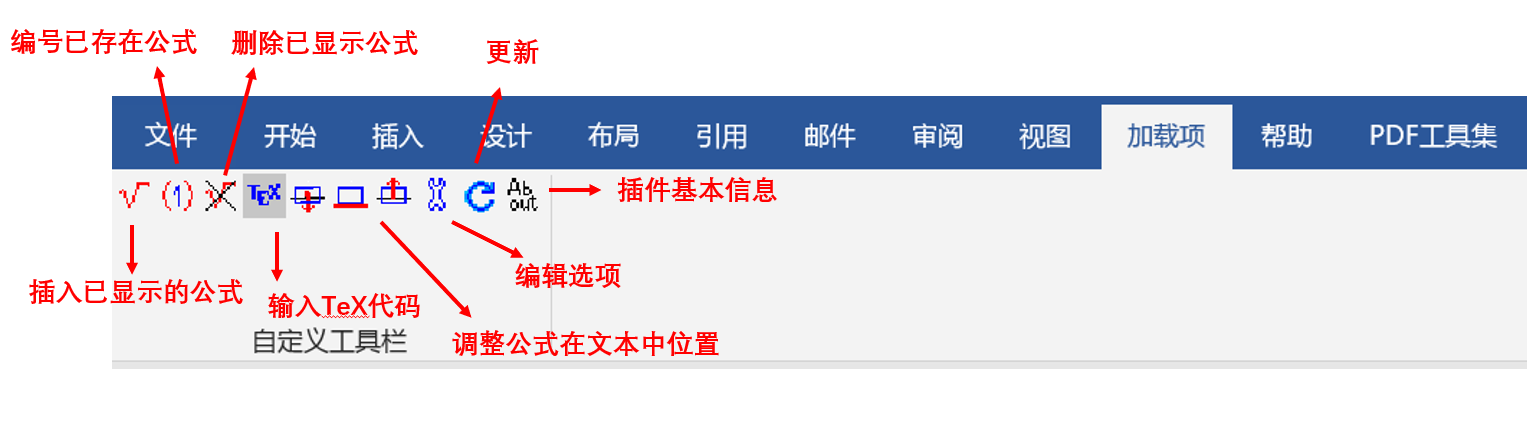 编号已存在公式
删除已显示公式
更新
文件
开始
插入
设计
布局
引用
邮件
审阅
视图
加载项
帮助
PDF工具集
(1)
TEX
About
插件基本信息
插入已显示的公式
输入TeX代码
编辑选项
调整公式在文本中位置
自定义工具栏